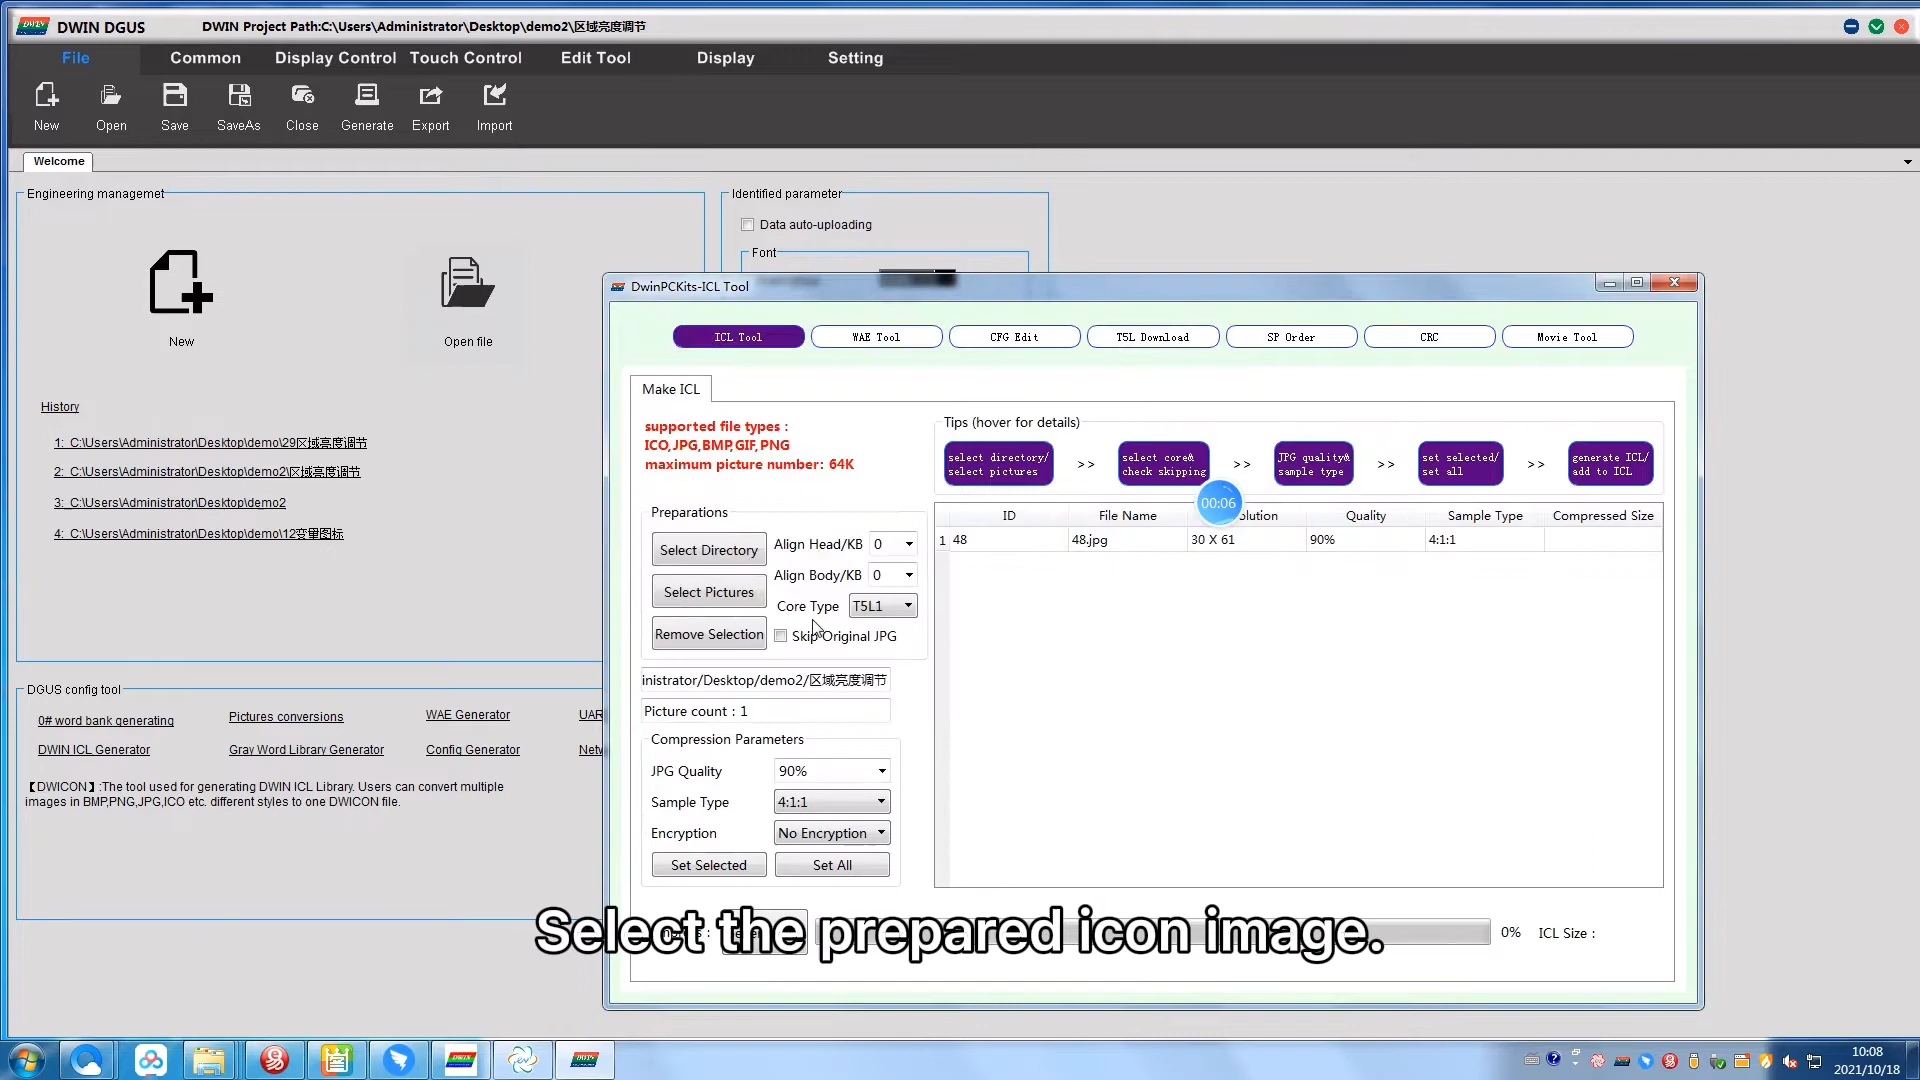 DWIN DGUS
DWIN Project Path:C:\Users\Administrator\Desktop\demo2\区域亮度调节
File
Common
Display Control
Touch Control
Edit Tool
Display
Setting
New
Open
Save
SaveAs
Close
Generate
Export
Import
Welcome
Engineering managemet
New
Open file
History
1: C:\Users\Administrator\Desktop\demo\29区域亮度调节
2: C:\Users\Administrator\Desktop\demo2\区域亮度调节
3: C:\Users\Administrator\Desktop\demo2
4: C:\Users\Administrator\Desktop\demo\12变量图标
Identified parameter
Data auto-uploading
Font
DGUS config tool
0# word bank generating
Pictures conversions
WAE Generator
UAR
DWIN ICL Generator
Gray Word Library Generator
Config Generator
Netw
【DWICON】:The tool used for generating DWIN ICL Library. Users can convert multiple
images in BMP,PNG,JPG,ICO etc. different styles to one DWICON file.
DwinPCKits-ICL Tool
ICL Tool
WAE Tool
CFG Edit
T5L Download
SP Order
CRC
Movie Tool
Make ICL
supported file types :
ICO,JPG,BMP,GIF,PNG
maximum picture number: 64K
Tips (hover for details)
select directory/
select pictures
>>
select core&
check skipping
>>
JPG quality&
sample type
>>
set selected/
set all
>>
generate ICL/
add to ICL
00:06
Preparations
Select Directory
Align Head/KB 0
Select Pictures
Align Body/KB 0
Core Type T5L1
Remove Selection
Skip Original JPG
inistrator/Desktop/demo2/区域亮度调节
Picture count : 1
Compression Parameters
JPG Quality 90%
Sample Type 4:1:1
Encryption No Encryption
Set Selected
Set All
ID File Name olution Quality Sample Type Compressed Size
1 48 48.jpg 30 X 61 90% 4:1:1
Select the prepared icon image.
0% ICL Size :
10:08
2021/10/18